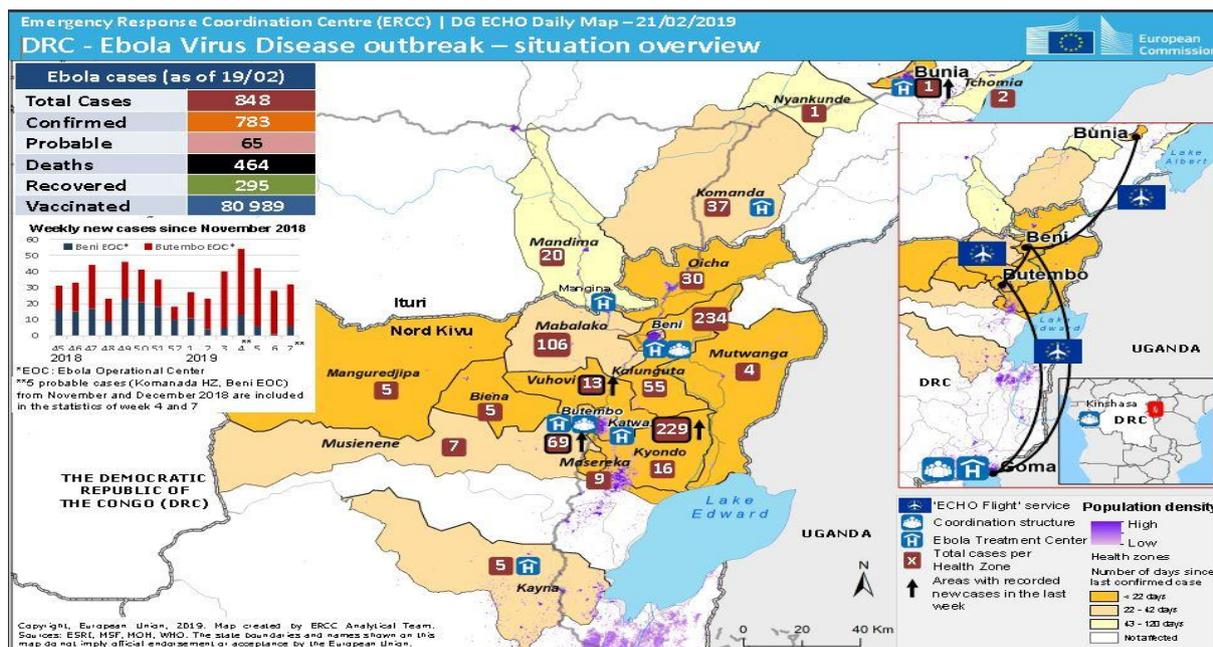 Emergency Response Coordination Centre (ERCC) | DG ECHO Daily Map – 21/02/2019
DRC - Ebola Virus Disease outbreak – situation overview
European
Commission
Ebola cases (as of 19/02)
Total Cases 848
Confirmed 783
Probable 65
Deaths 464
Recovered 295
Vaccinated 80 989
Weekly new cases since November 2018
Beni EOC* Butembo EOC*
60
50
40
30
20
10
0
45 46 47 48 49 50 51 52 1 2 3 4 5 6 7
** **
2018 2019
*EOC: Ebola Operational Center
**5 probable cases (Komanada HZ, Beni EOC)
from November and December 2018 are included
in the statistics of week 4 and 7
Bunia
1
Tchomia
2
Nyankunde
1
Komanda
37
Mandima
20
Oicha
30
Mangina
Ituri
Nord Kivu
Mabalako
106
Beni
234
Mutwanga
4
Manguredjipa
5
Vuhovi
13
Kalunguta
55
Biena
5
Butembo
69
Katwa
229
Musienene
7
Kyondo
16
Masereka
9
THE DEMOCRATIC
REPUBLIC OF
THE CONGO (DRC)
Lake
Edward
UGANDA
5
Kayna
N
0 20 40 Km
Bunia
Lake
Albert
Beni
Butembo
Lake
Edward
UGANDA
DRC
Kinshasa
DRC
Goma
'ECHO Flight' service
Coordination structure
Ebola Treatment Center
X Total cases per
Health Zone
Areas with recorded
new cases in the last
week
Population density
High
Low
Health zones
Number of days since
last confirmed case
< 22 days
22 - 42 days
43 - 120 days
Not affected
Copyright, European Union, 2019. Map created by ERCC Analytical Team.
Sources: ESRI, MSF, MOH, WHO. The state boundaries and names shown on this
map do not imply official endorsement or acceptance by the European Union.